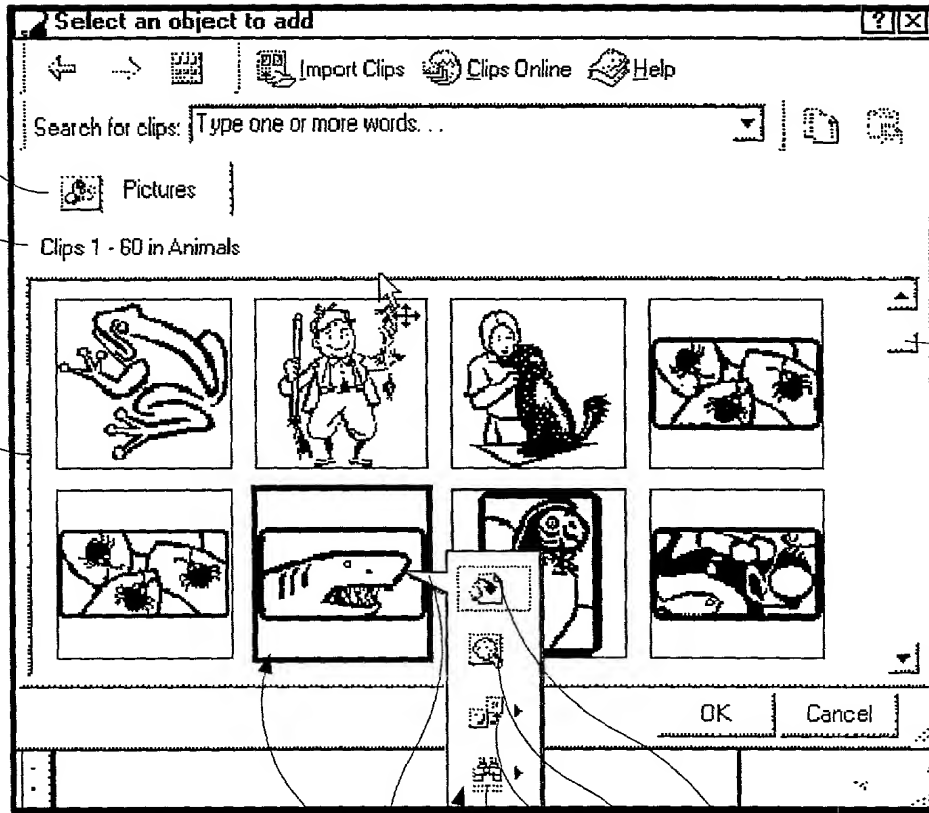 Select an object to add
Import Clips Clips Online Help
Search for clips: Type one or more words. . .
Pictures
Clips 1 - 60 in Animals
OK Cancel